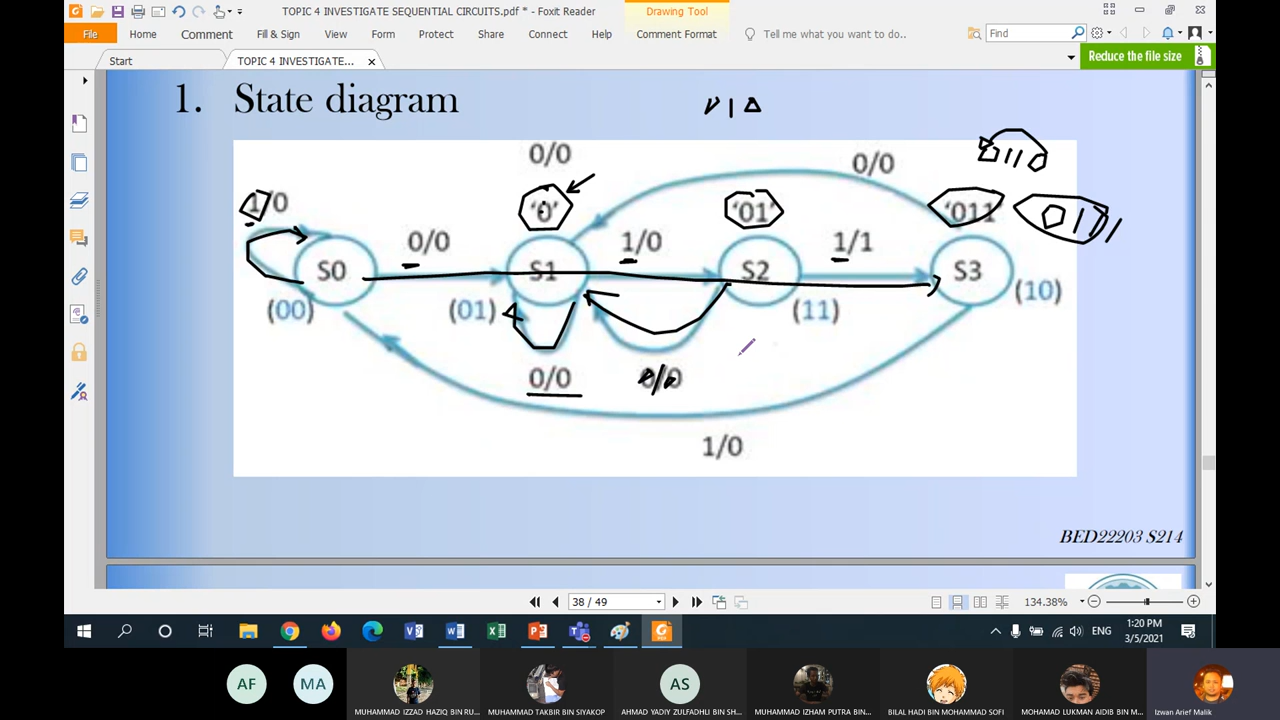 TOPIC 4 INVESTIGATE SEQUENTIAL CIRCUITS.pdf * - Foxit Reader
Drawing Tool
File Home Comment Fill & Sign View Form Protect Share Connect Help Comment Format Tell me what you want to do.. Find
Start TOPIC 4 INVESTIGATE... Reduce the file size
1. State diagram
0/0
0/0
1/0 '0' '01' '011 011
0/0 1/0 1/1
S0 S1 S2 S3
(00) (01) (11) (10)
0/0 0/0
1/0
BED22203 S214
38 / 49 134.38%
ENG 1:20 PM
3/5/2021
AF MA AS
MUHAMMAD IZZAD HAZIQ BIN RU... MUHAMMAD TAKBIR BIN SIYAKOP AHMAD YADIY ZULFADHLI BIN SH... MUHAMMAD IZHAM PUTRA BIN... BILAL HADI BIN MOHAMMAD SOFI MOHAMAD LUKMAN AIDIB BIN M... Izwan Arief Malik